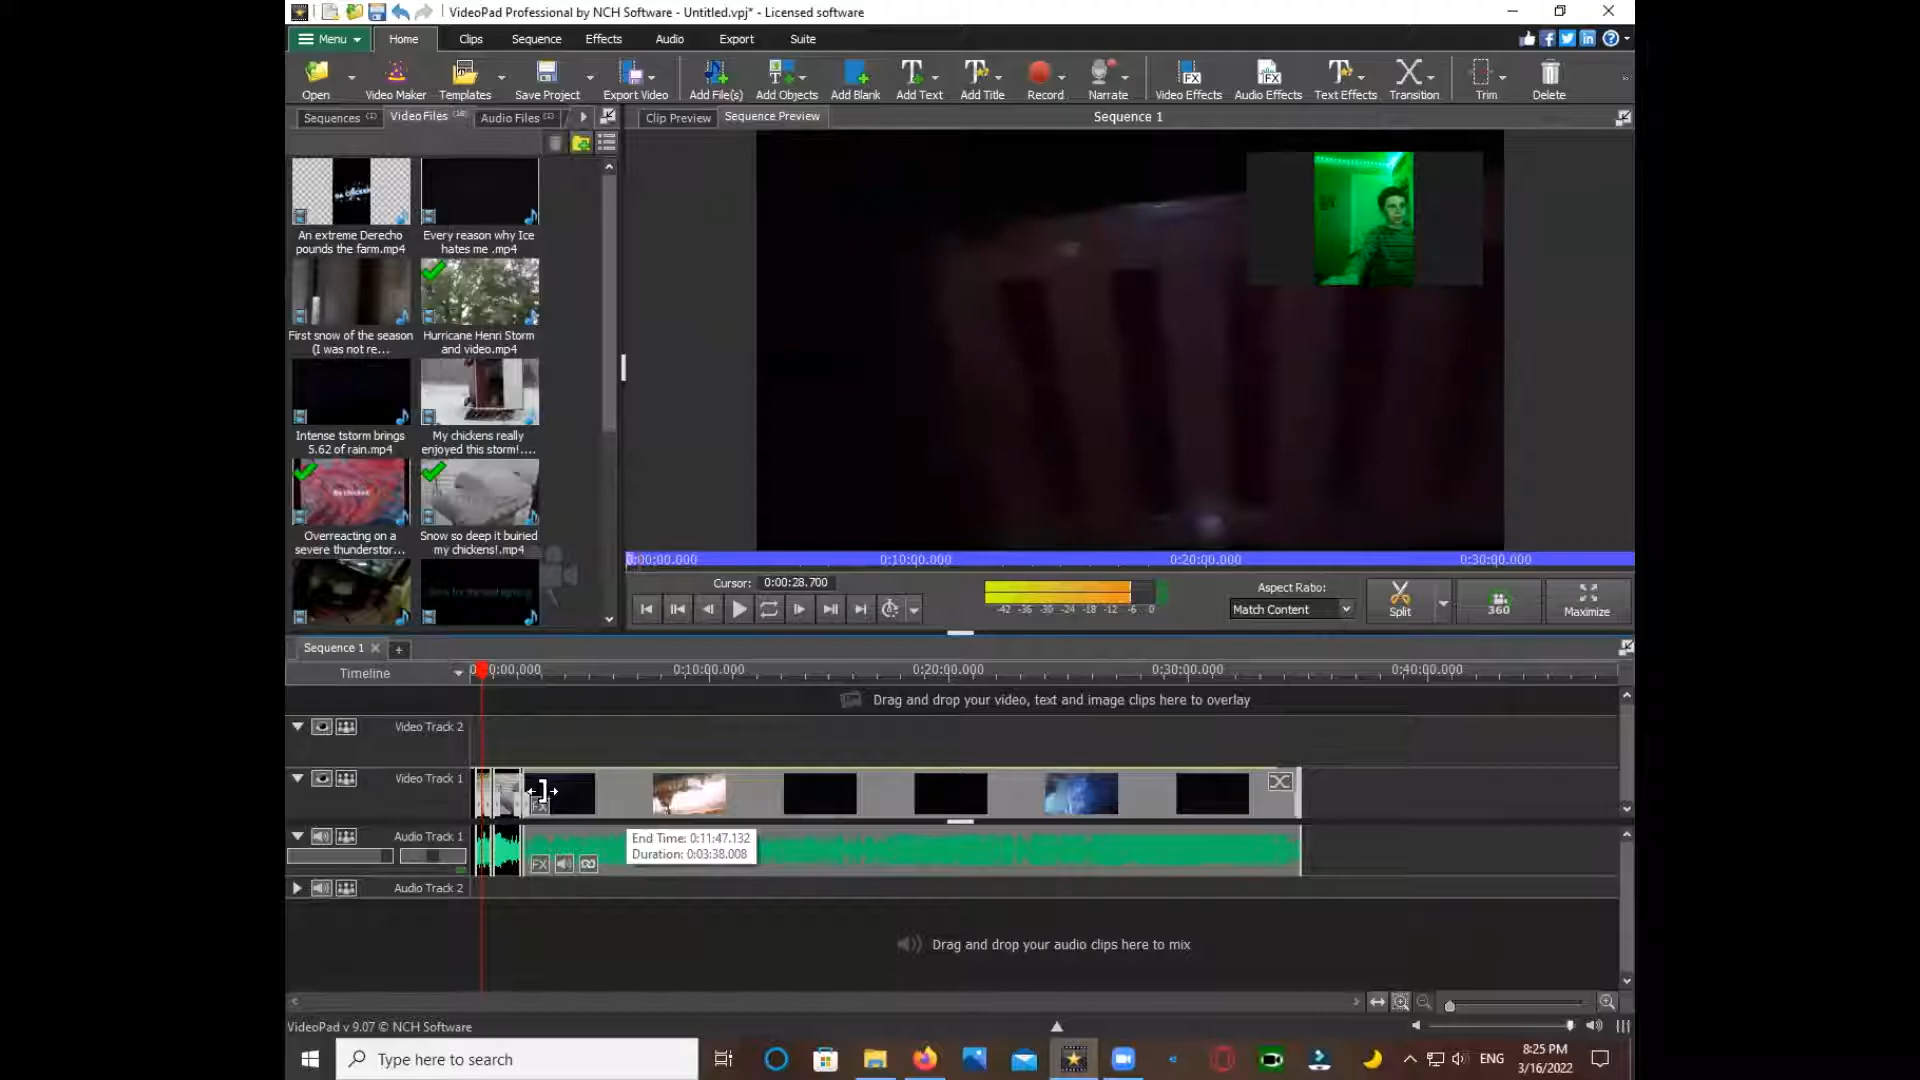 VideoPad Professional by NCH Software - Untitled.vpj* - Licensed software
Menu
Home
Clips
Sequence
Effects
Audio
Export
Suite
Open
Video Maker
Templates
Save Project
Export Video
Add File(s)
Add Objects
Add Blank
Add Text
Add Title
Record
Narrate
Video Effects
Audio Effects
Text Effects
Transition
Trim
Delete
Sequences
Video Files
Audio Files
Clip Preview
Sequence Preview
Sequence 1
An extreme Derecho
pounds the farm.mp4
Every reason why Ice
hates me .mp4
First snow of the season
(I was not re...
Hurricane Henri Storm
and video.mp4
Intense tstorm brings
5.62 of rain.mp4
My chickens really
enjoyed this storm!....
Overreacting on a
severe thunderstor...
Snow so deep it buiried
my chickens!.mp4
0:00:00.000
0:10:00.000
0:20:00.000
0:30:00.000
Cursor:
0:00:28.700
-42 -36 -30 -24 -18 -12 -6 0
Aspect Ratio:
Match Content
Split
360
Maximize
Sequence 1
Timeline
0:10:00.000
0:20:00.000
0:30:00.000
0:40:00.000
Drag and drop your video, text and image clips here to overlay
Video Track 2
Video Track 1
Audio Track 1
FX
End Time: 0:11:47.132
Duration: 0:03:38.008
Audio Track 2
Drag and drop your audio clips here to mix
VideoPad v 9.07 © NCH Software
Type here to search
ENG
8:25 PM
3/16/2022